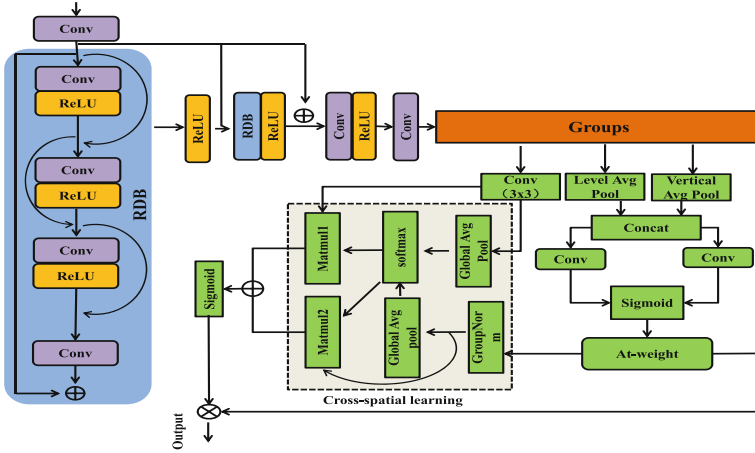 Conv
Conv
ReLU
Conv
ReLU
Conv
ReLU
Conv
RDB
ReLU
RDB
ReLU
Conv
ReLU
Conv
Groups
Conv
(3x3)
Level Avg
Pool
Vertical
Avg Pool
Concat
Conv
Conv
Sigmoid
At-weight
Matmul1
softmax
Global Avg
Pool
Matmul2
Global Avg
pool
GroupNor
m
Cross-spatial learning
Sigmoid
Output